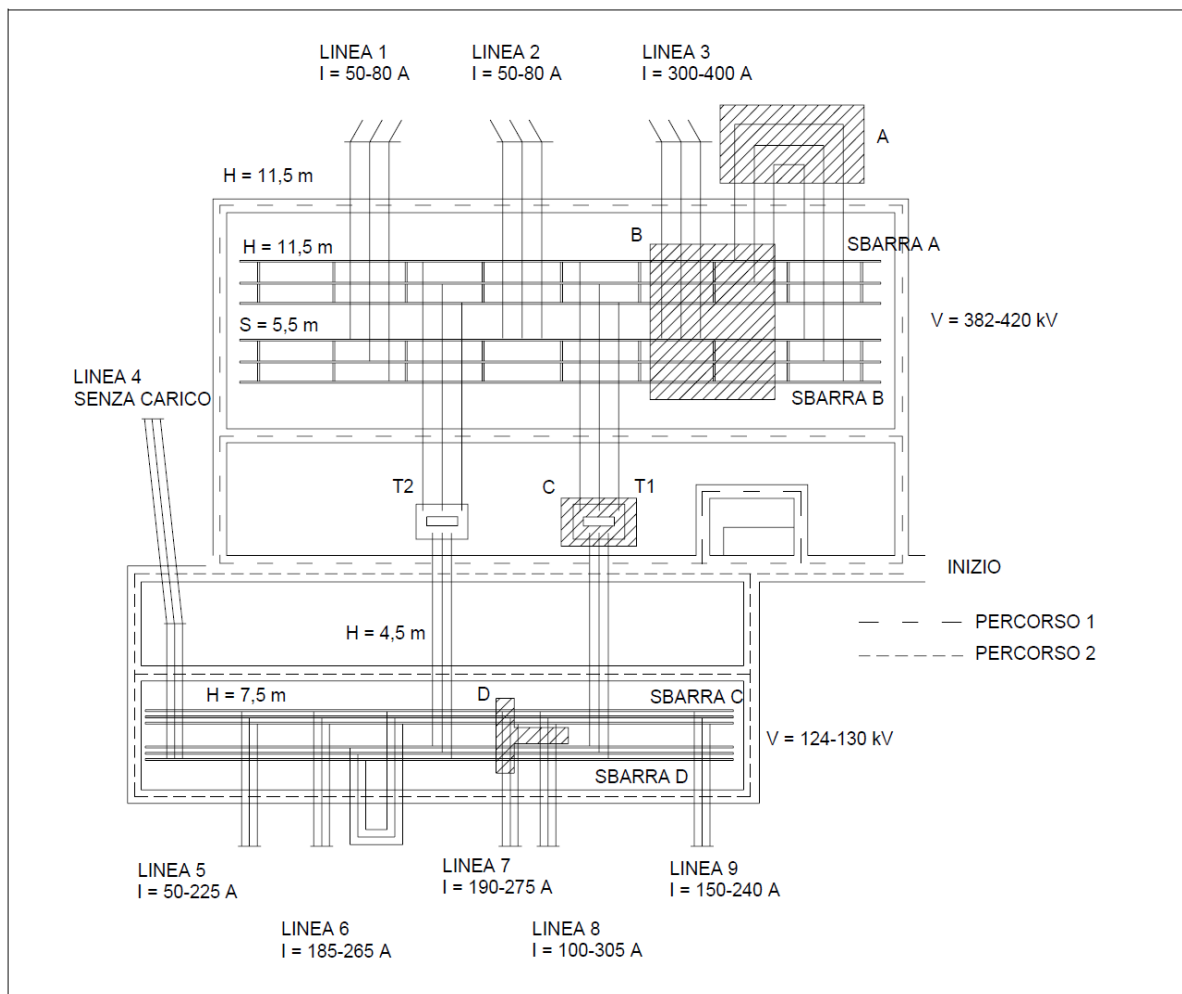 LINEA 1
I = 50-80 A
LINEA 2
I = 50-80 A
LINEA 3
I = 300-400 A
A
H = 11,5 m
B
H = 11,5 m
SBARRA A
S = 5,5 m
V = 382-420 kV
LINEA 4
SENZA CARICO
SBARRA B
T2
C
T1
INIZIO
PERCORSO 1
PERCORSO 2
H = 4,5 m
H = 7,5 m
D
SBARRA C
V = 124-130 kV
SBARRA D
LINEA 5
I = 50-225 A
LINEA 7
I = 190-275 A
LINEA 9
I = 150-240 A
LINEA 6
I = 185-265 A
LINEA 8
I = 100-305 A